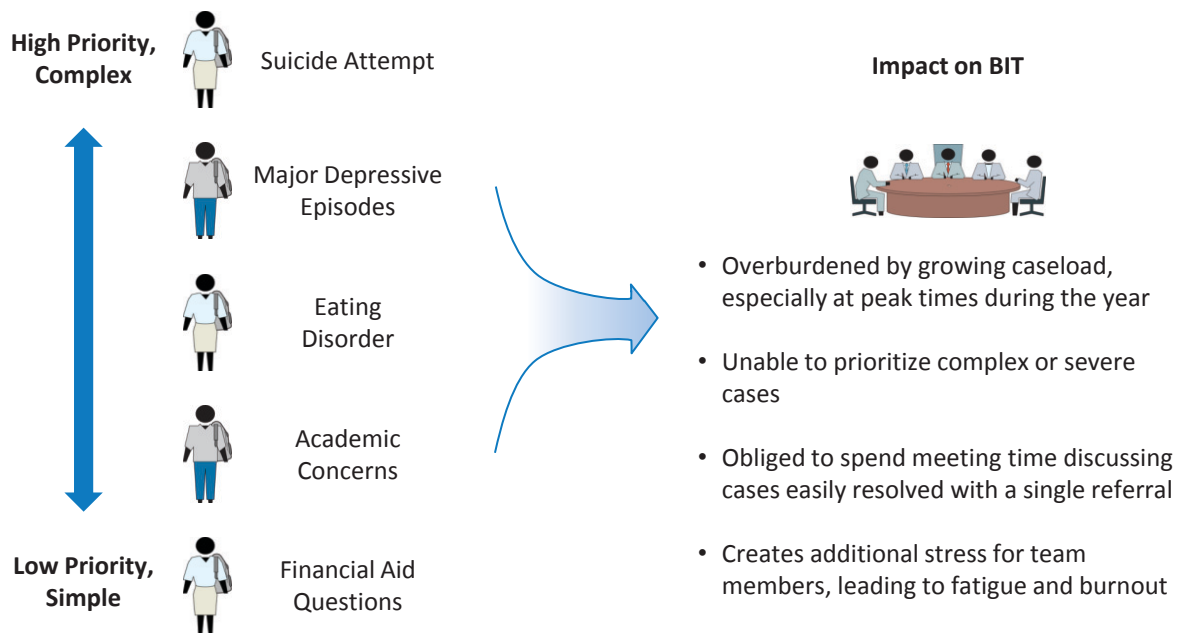 High Priority,
Complex
Suicide Attempt
Major Depressive
Episodes
Eating
Disorder
Academic
Concerns
Low Priority,
Simple
Financial Aid
Questions
Impact on BIT
• Overburdened by growing caseload,
especially at peak times during the year
• Unable to prioritize complex or severe
cases
• Obliged to spend meeting time discussing
cases easily resolved with a single referral
• Creates additional stress for team
members, leading to fatigue and burnout